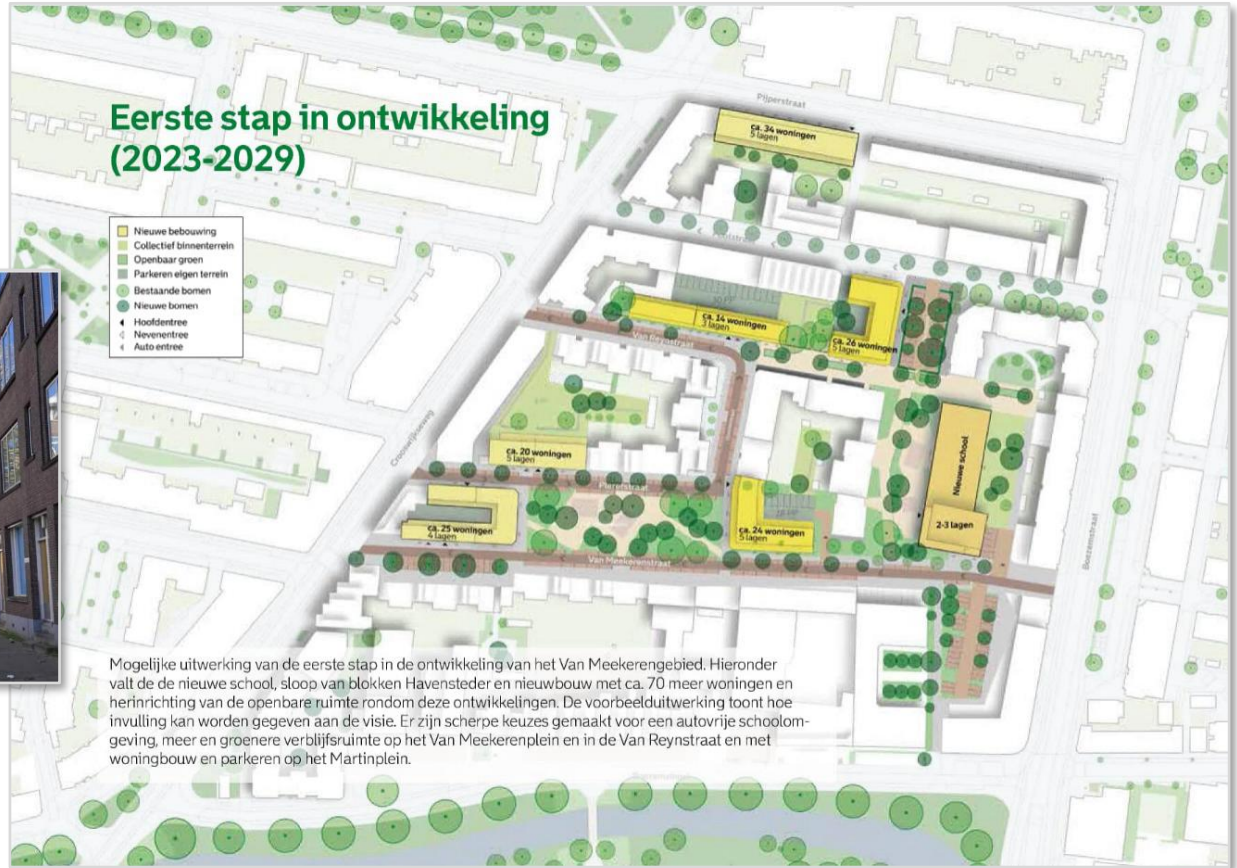 Eerste stap in ontwikkeling
(2023-2029)
Nieuwe bebouwing
Collectief binnenterrein
Openbaar groen
Parkeren eigen terrein
Bestaande bomen
Nieuwe bomen
Hoofdentree
Nevenentree
Auto entree
Pijperstraat
ca. 34 woningen
5 lagen
ca. 14 woningen
3 lagen
Van Reynstraat
ca. 26 woningen
5 lagen
Crooswijkseweg
ca. 20 woningen
5 lagen
Nieuwe school
ca. 25 woningen
4 lagen
ca. 24 woningen
5 lagen
2-3 lagen
Van Meekerenstraat
Boezemstraat
Mogelijke uitwerking van de eerste stap in de ontwikkeling van het Van Meekerengebied. Hieronder
valt de de nieuwe school, sloop van blokken Havensteder en nieuwbouw met ca. 70 meer woningen en
herinrichting van de openbare ruimte rondom deze ontwikkelingen. De voorbeelduitwerking toont hoe
invulling kan worden gegeven aan de visie. Er zijn scherpe keuzes gemaakt voor een autovrije schoolom-
geving, meer en groenere verblijfsruimte op het Van Meekerenplein en in de Van Reynstraat en met
woningbouw en parkeren op het Martinplein.